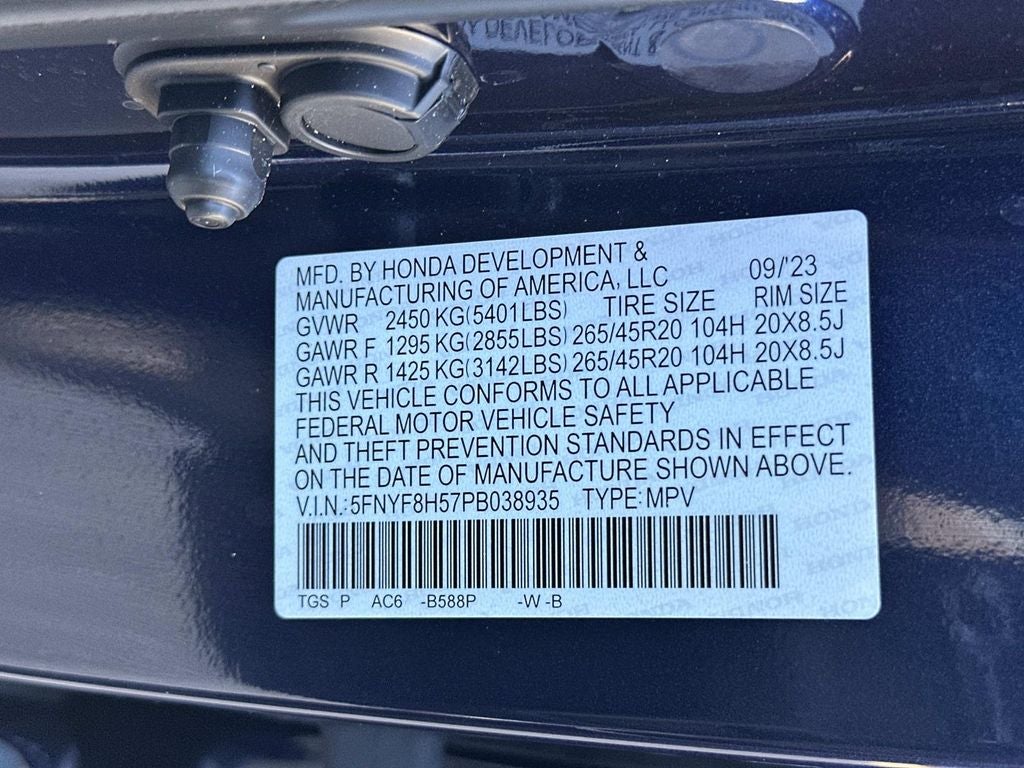 MFD. BY HONDA DEVELOPMENT &
MANUFACTURING OF AMERICA, LLC 09/'23
GVWR 2450 KG(5401LBS) TIRE SIZE RIM SIZE
GAWR F 1295 KG(2855LBS) 265/45R20 104H 20X8.5J
GAWR R 1425 KG(3142LBS) 265/45R20 104H 20X8.5J
THIS VEHICLE CONFORMS TO ALL APPLICABLE
FEDERAL MOTOR VEHICLE SAFETY
AND THEFT PREVENTION STANDARDS IN EFFECT
ON THE DATE OF MANUFACTURE SHOWN ABOVE.
V.I.N.: 5FNYF8H57PB038935 TYPE: MPV
TGS P AC6 -B588P -W -B